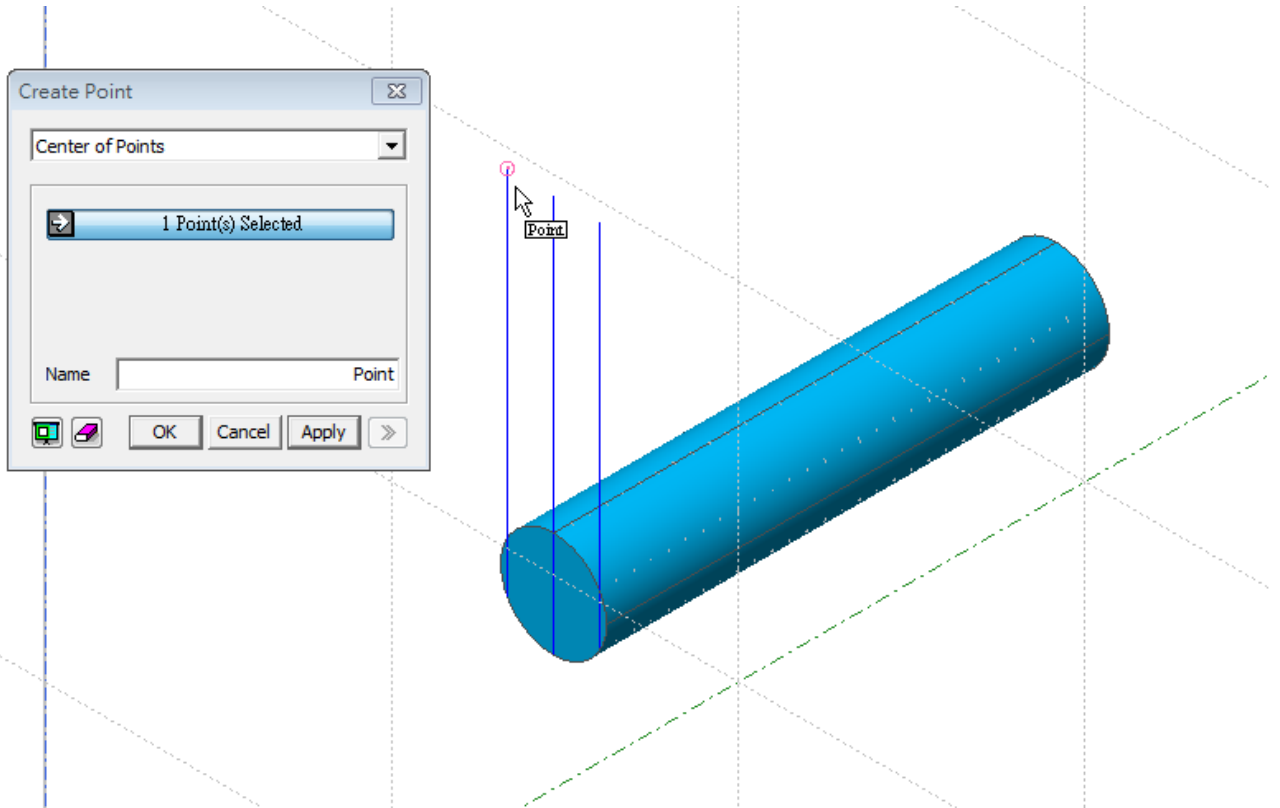 Create Point
Center of Points
1 Point(s) Selected
Point
Name Point
OK Cancel Apply